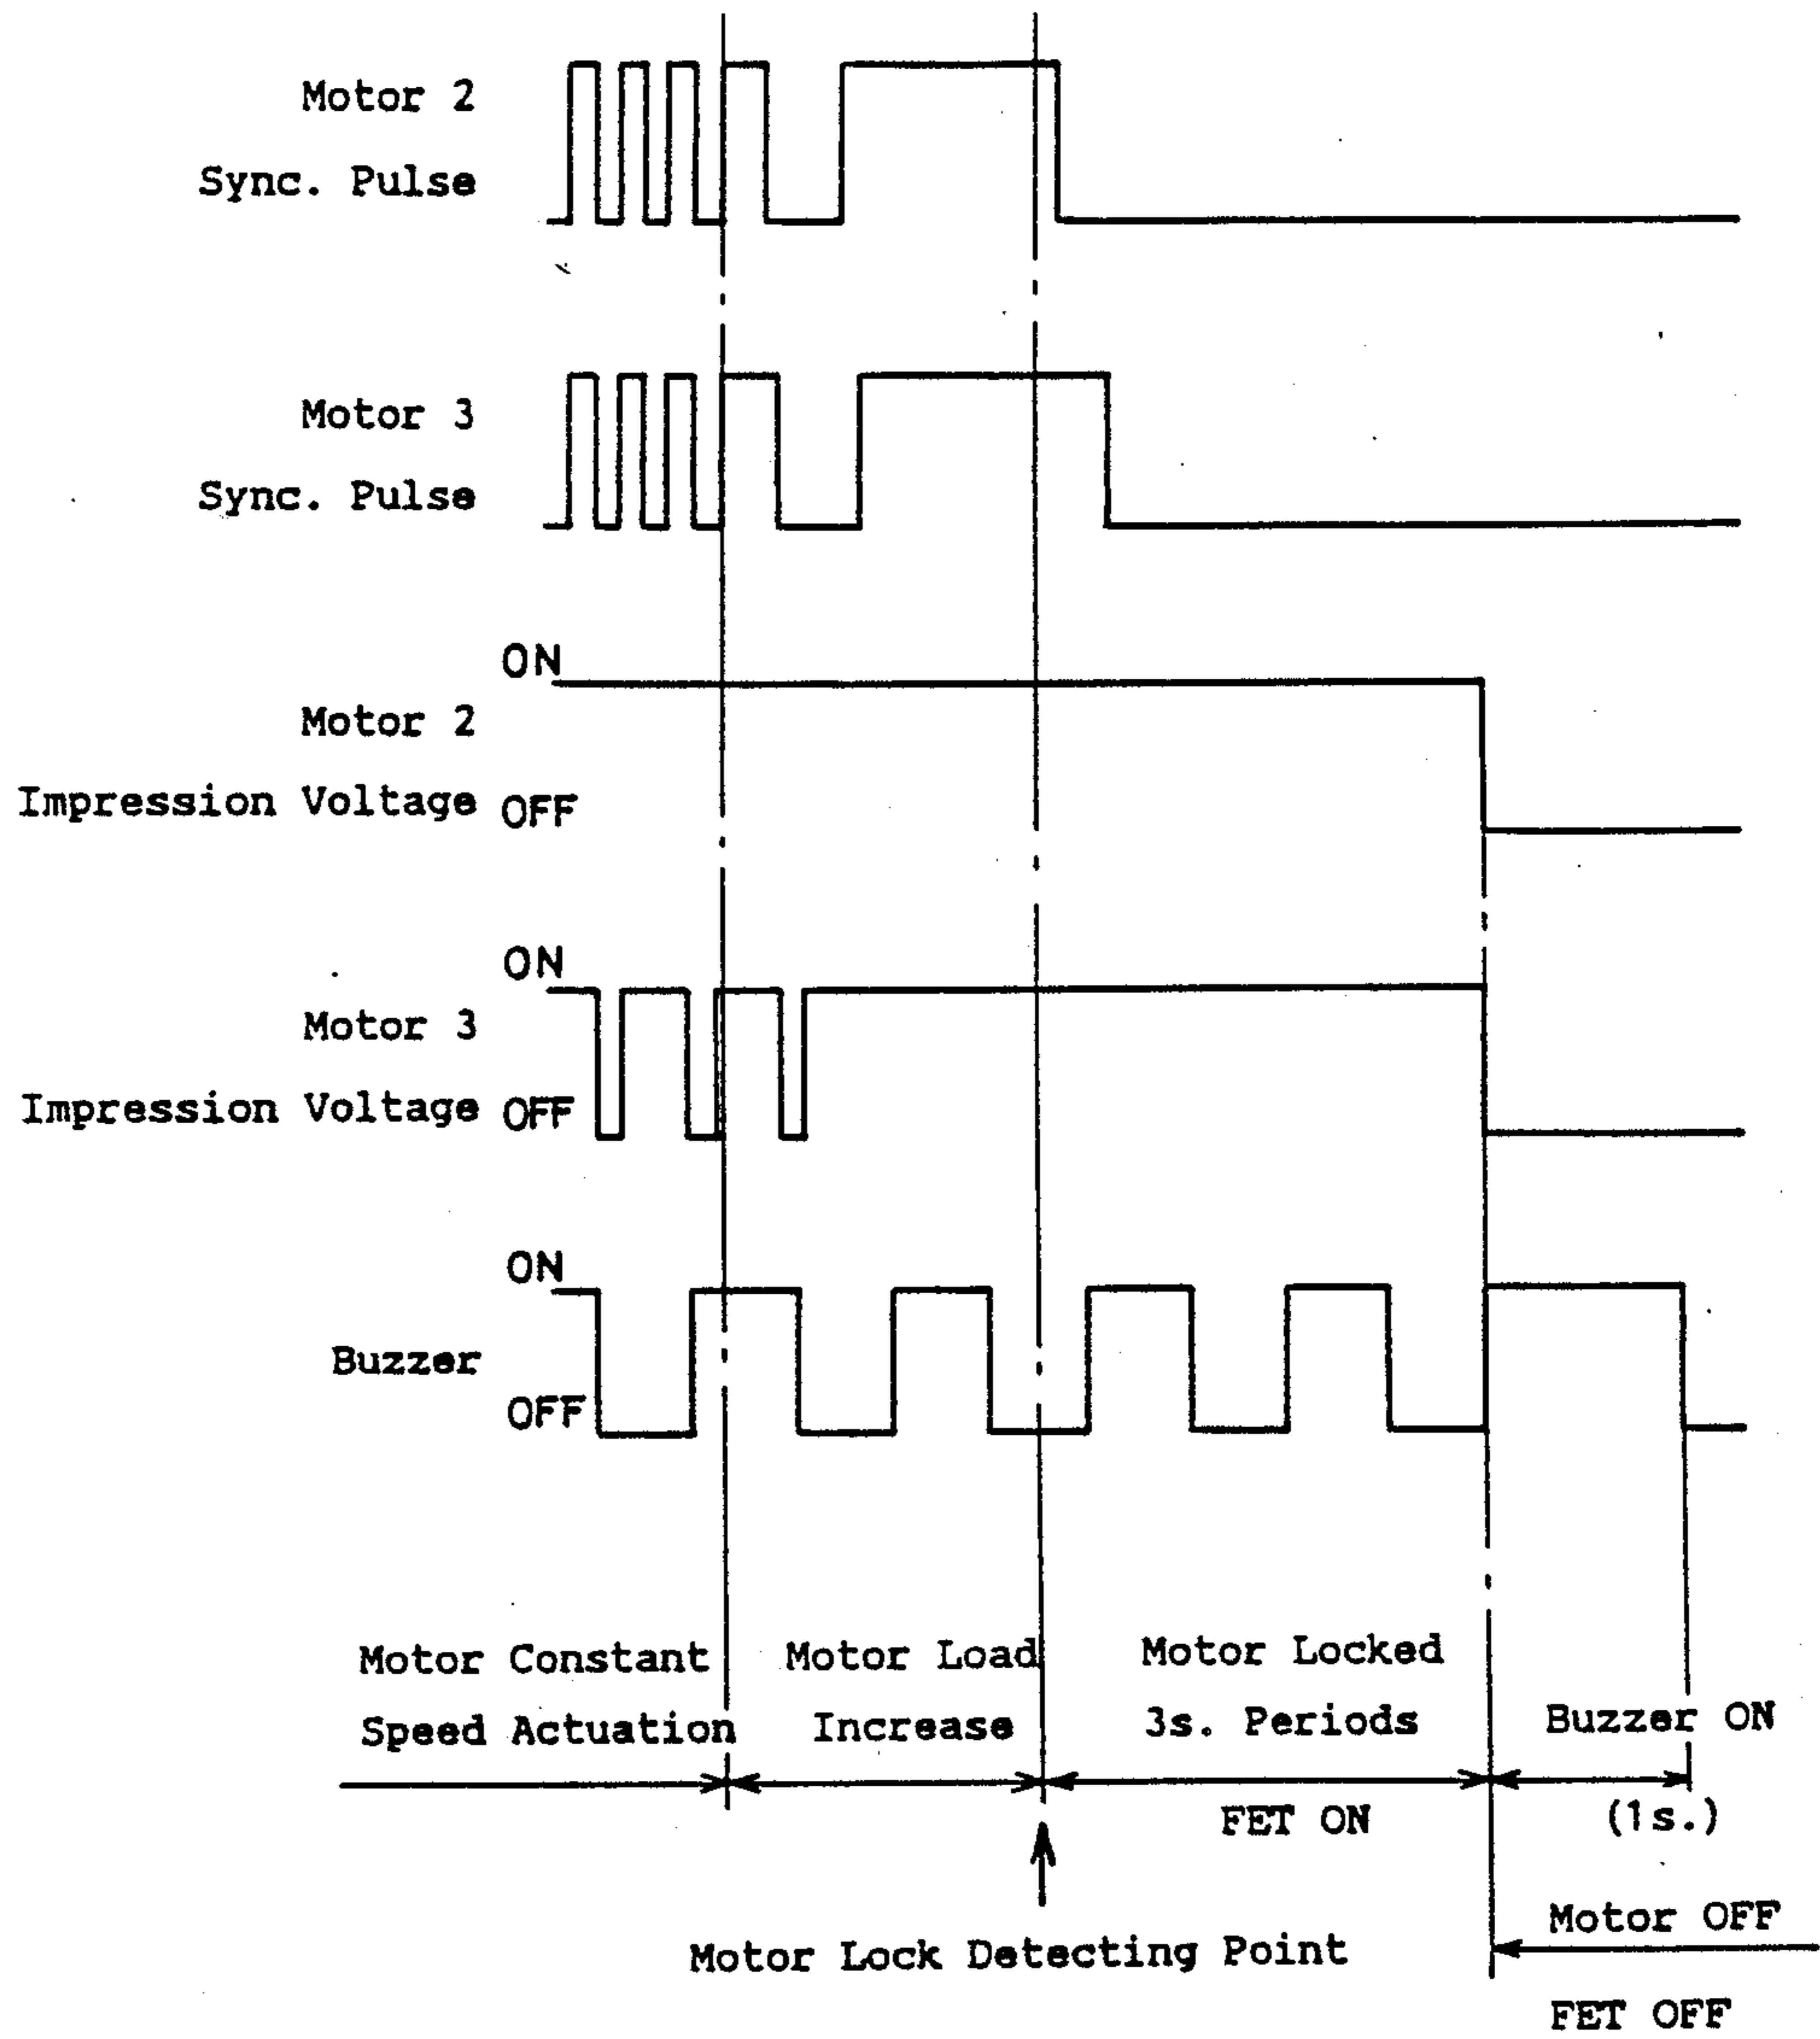 Motor 2
Sync. Pulse
Motor 3
Sync. Pulse
ON
Motor 2
Impression Voltage OFF
ON
Motor 3
Impression Voltage OFF
ON
Buzzer
OFF
Motor Constant
Speed Actuation
Motor Load
Increase
Motor Locked
3s. Periods
Buzzer ON
FET ON
(1s.)
Motor Lock Detecting Point
Motor OFF
FET OFF